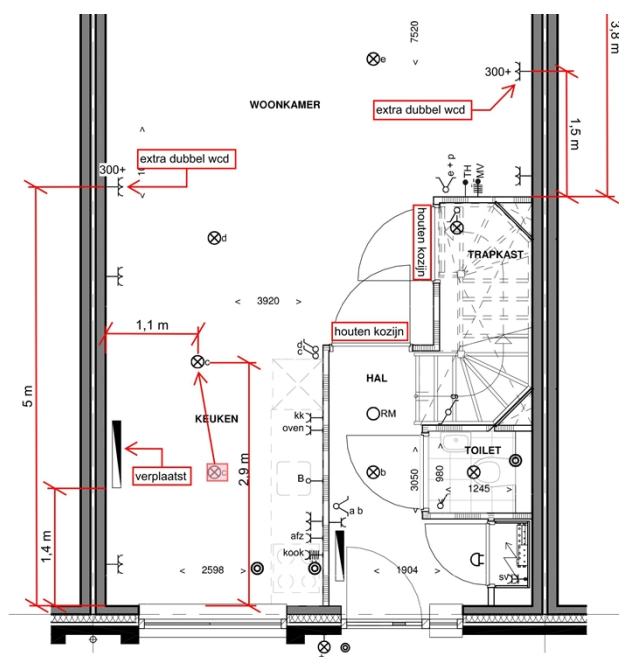 7520
3,8 m
e
300+
WOONKAMER
extra dubbel wcd
1,5 m
extra dubbel wcd
300+
e + p
TH
MV
houten kozijn
TRAPKAST
d
3920
1,1 m
houten kozijn
d
c
c
HAL
5 m
KEUKEN
kk
oven
RM
g
TOILET
verplaatst
2,9 m
B
b
3050
980
1245
a b
1,4 m
afz
kook
2598
1904
sv